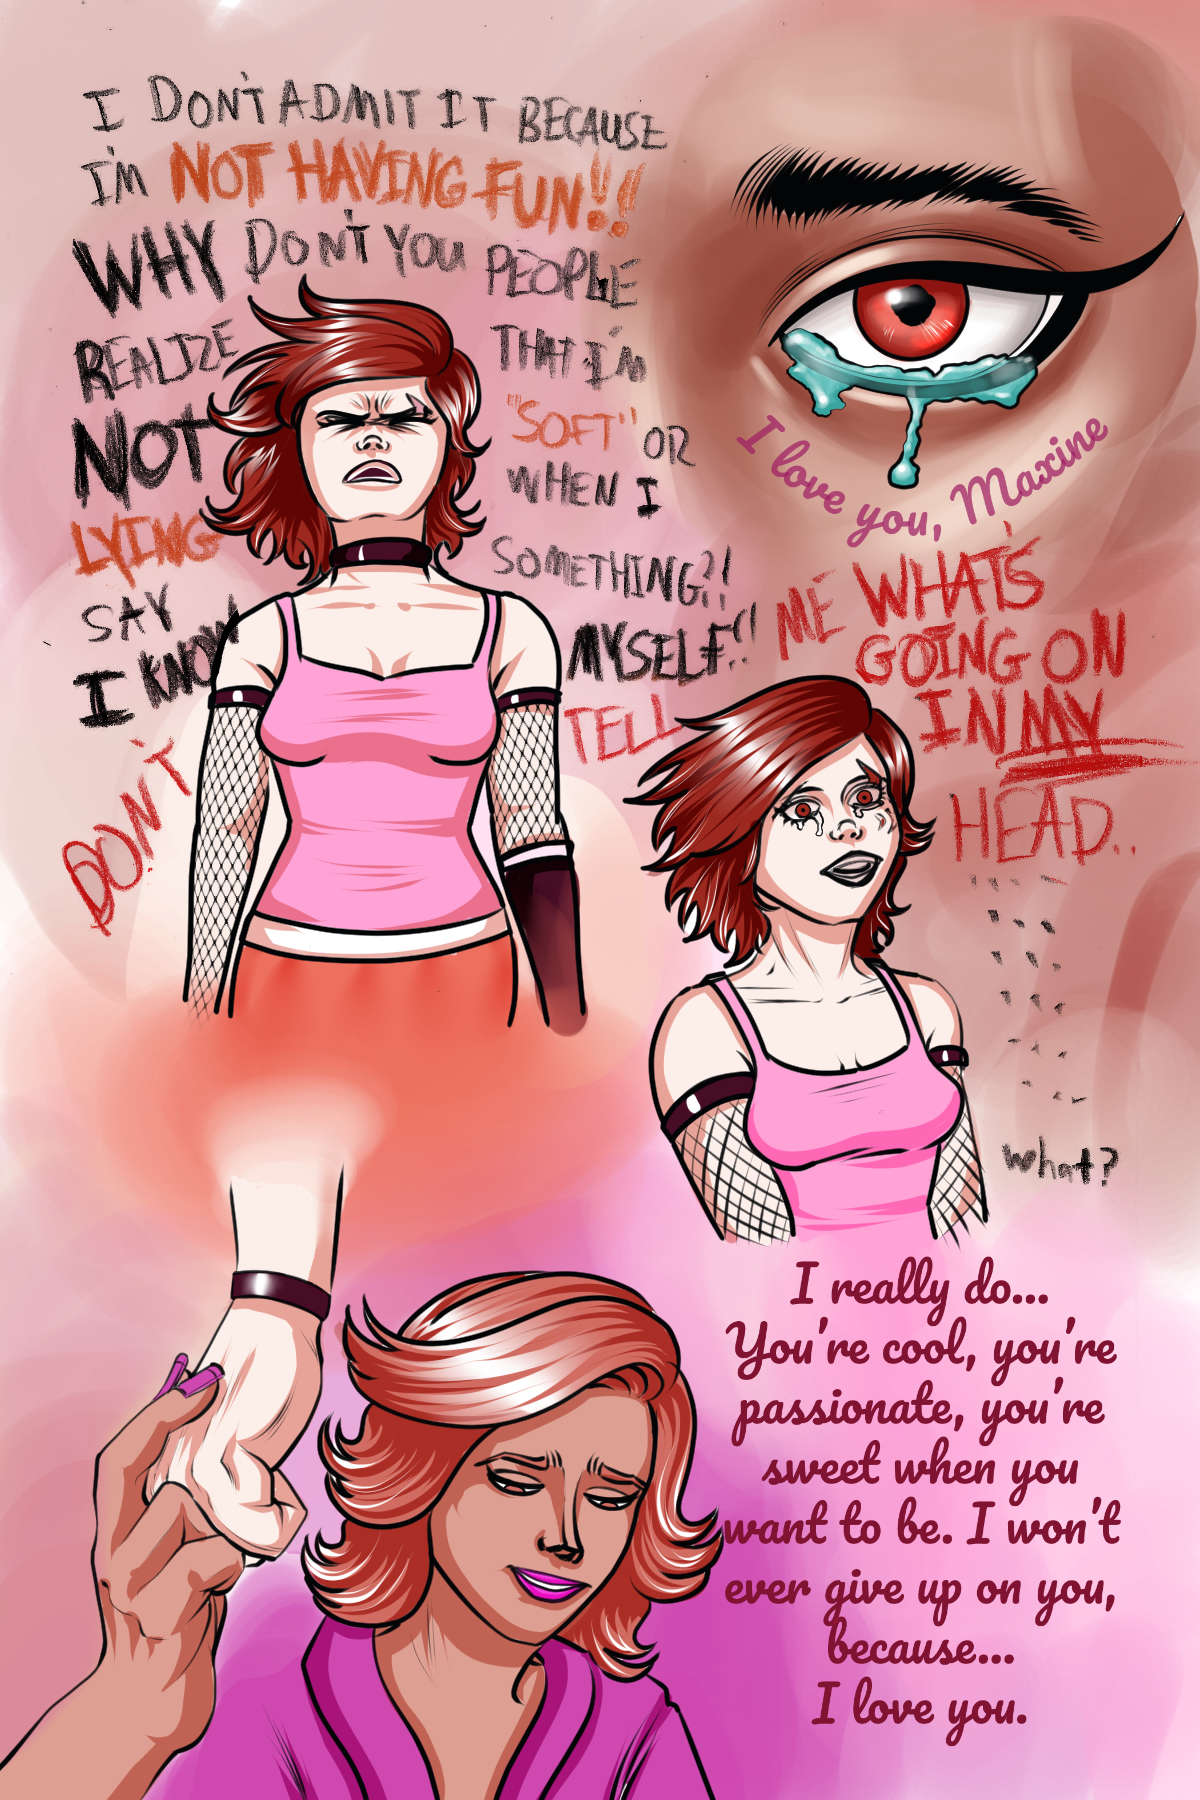 I DON'T ADMIT IT BECAUSE
I'M NOT HAVING FUN!!
WHY DON'T YOU PEOPLE
REALIZE THAT I'M
NOT "SOFT" OR
LYING WHEN I
SAY SOMETHING?!
I KNOW MYSELF!!
DON'T TELL
ME WHAT'S
GOING ON
IN MY
HEAD..
I love you, Maxine
what?
I really do...
You're cool, you're
passionate, you're
sweet when you
want to be. I won't
ever give up on you,
because...
I love you.